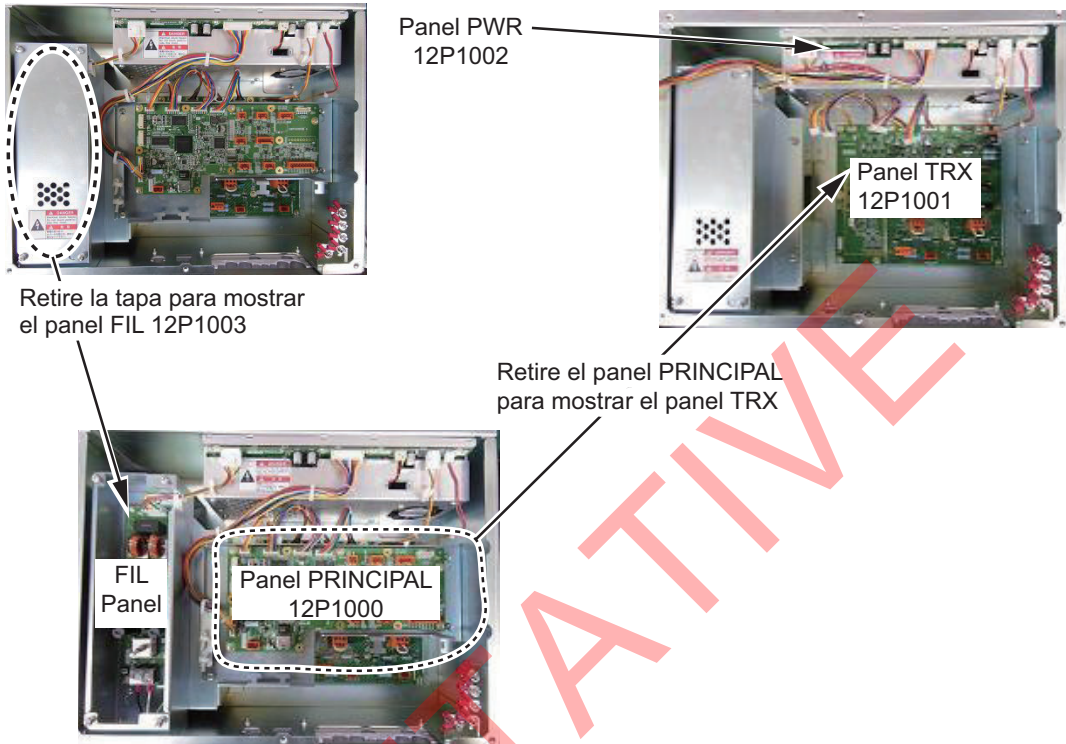 Panel PWR
12P1002
Panel TRX
12P1001
Retire la tapa para mostrar
el panel FIL 12P1003
Retire el panel PRINCIPAL
para mostrar el panel TRX
FIL
Panel
Panel PRINCIPAL
12P1000
TATIVE